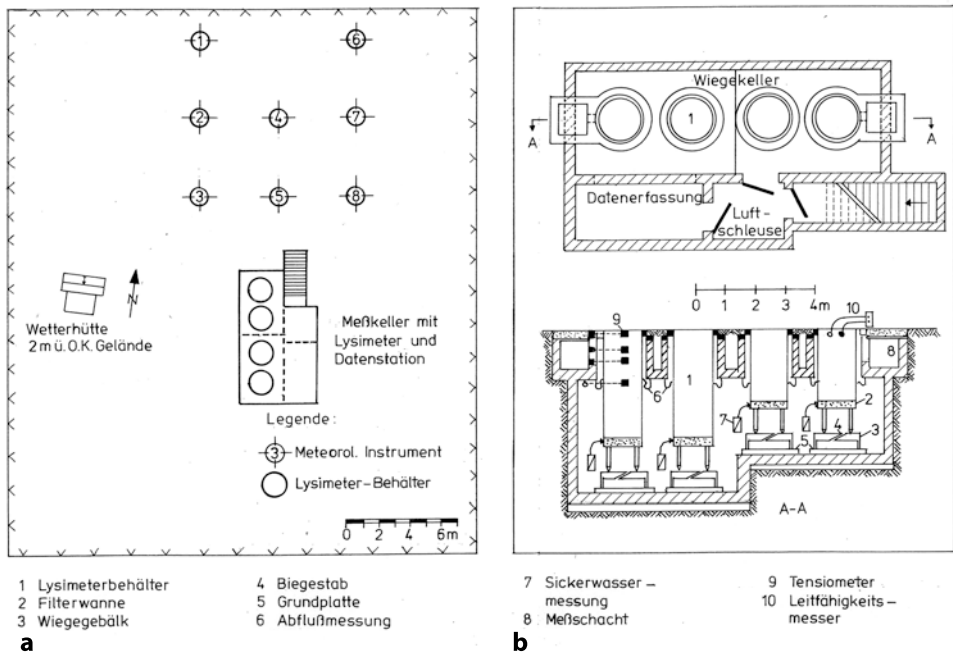 1
6
2
4
7
3
5
8
N
Wetterhütte
2 m ü. O.K. Gelände
Meßkeller mit
Lysimeter und
Datenstation
Legende :
3 Meteorol. Instrument
Lysimeter-Behälter
0 2 4 6 m
1 Lysimeterbehälter
2 Filterwanne
3 Wiegegebälk
4 Biegestab
5 Grundplatte
6 Abflußmessung
a
Wiegekeller
1
A
A
Datenerfassung
Luft-
schleuse
0 1 2 3 4 m
9
10
8
1
6
2
7
4
3
5
A-A
7 Sickerwasser –
messung
8 Meßschacht
9 Tensiometer
10 Leitfähigkeits –
messer
b